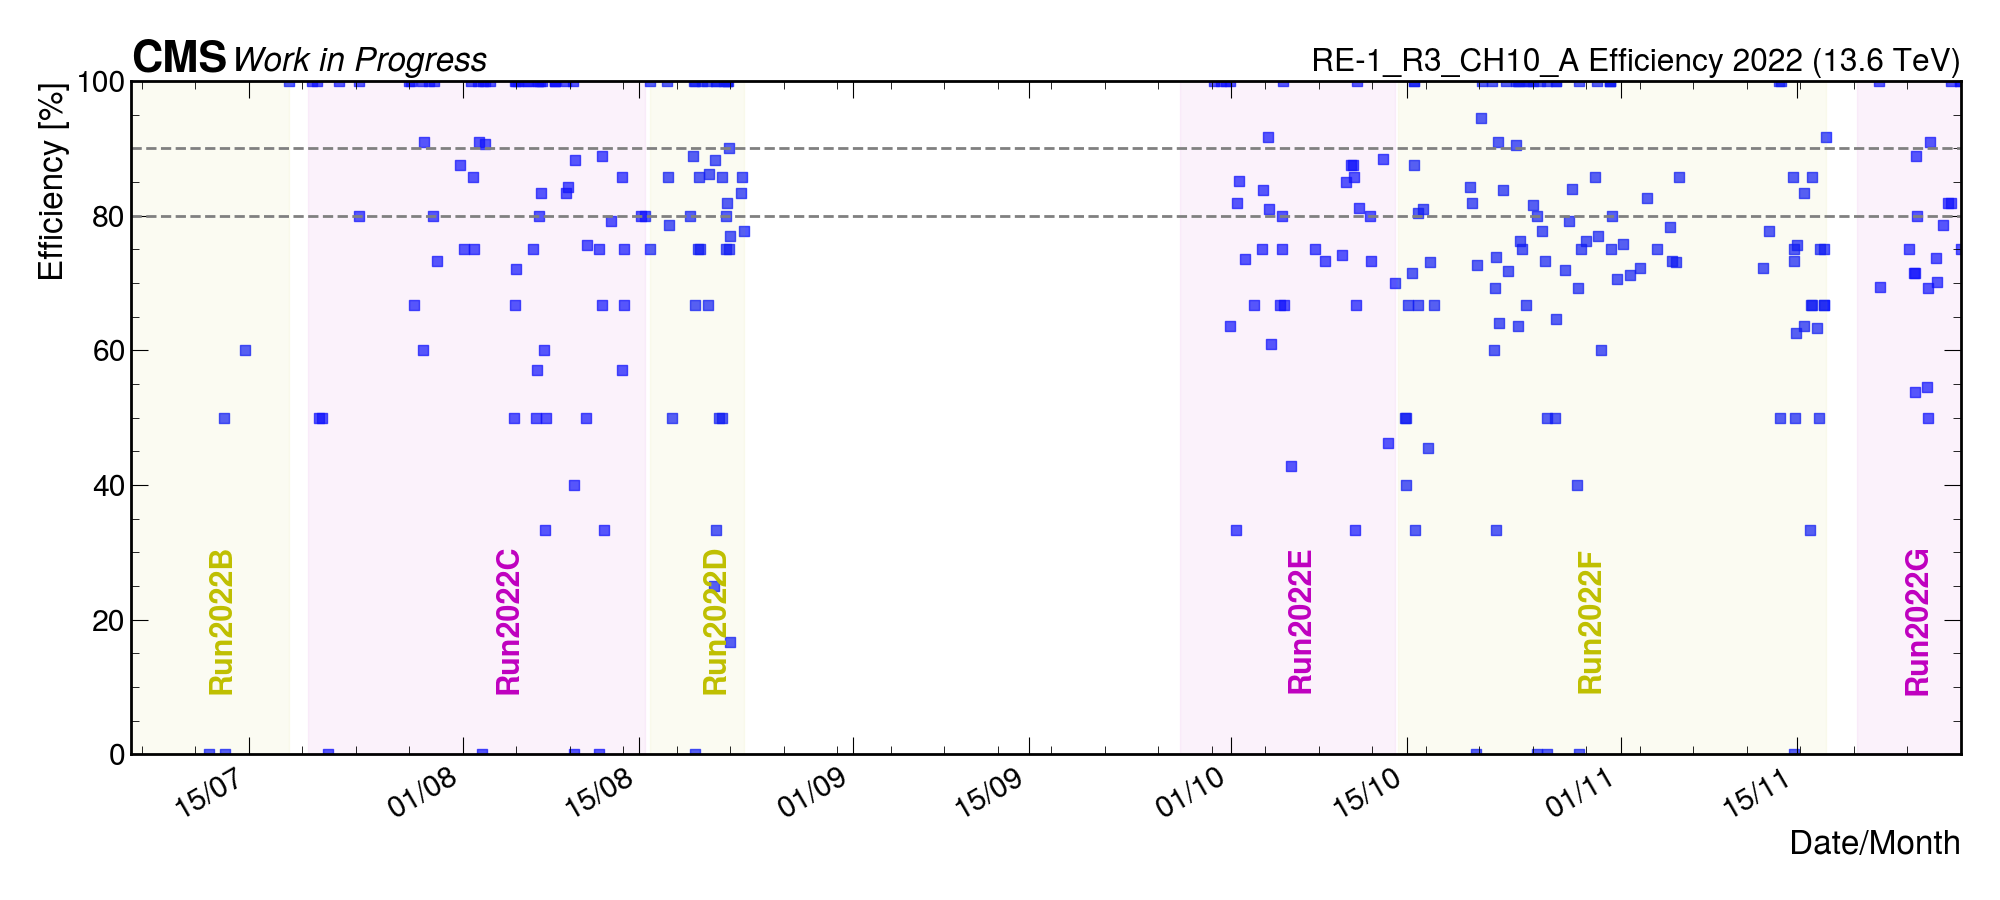 CMS Work in Progress
RE-1_R3_CH10_A Efficiency 2022 (13.6 TeV)
Efficiency [%]
100
80
60
40
20
0
Run2022B
Run2022C
Run2022D
Run2022E
Run2022F
Run2022G
15/07
01/08
15/08
01/09
15/09
01/10
15/10
01/11
15/11
Date/Month